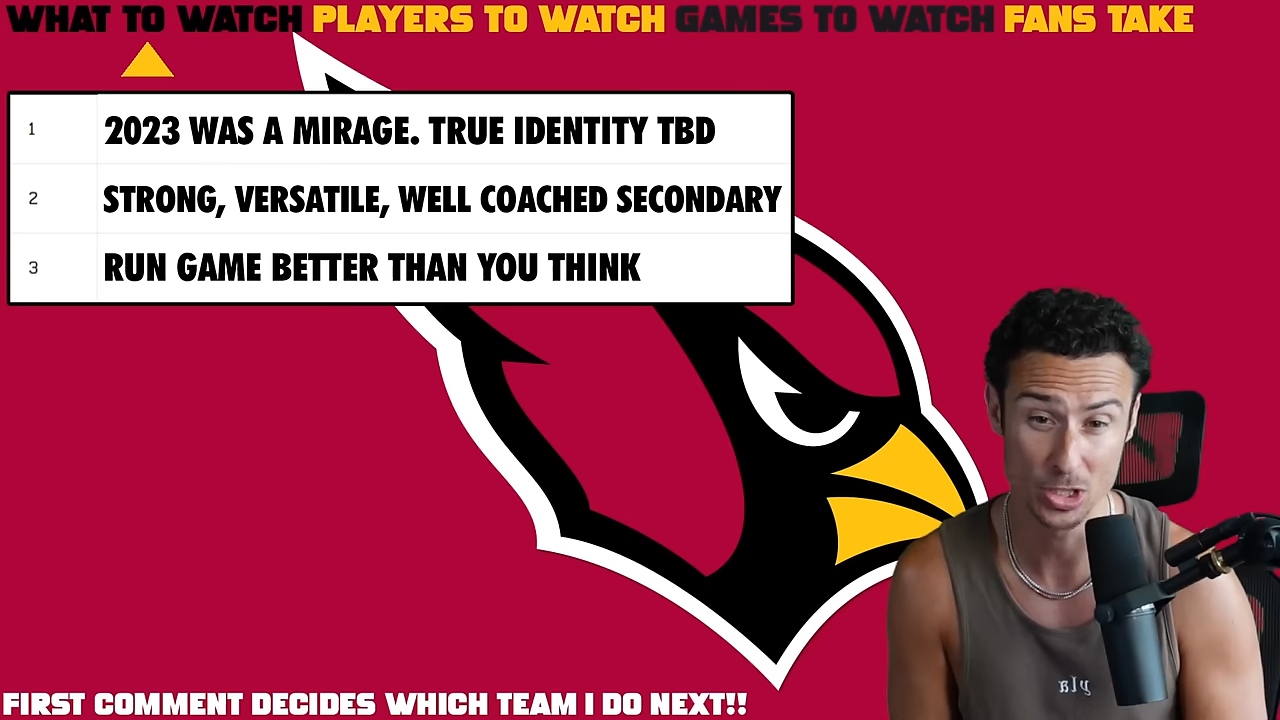 WHAT TO WATCH PLAYERS TO WATCH GAMES TO WATCH FANS TAKE
1 2023 WAS A MIRAGE. TRUE IDENTITY TBD
2 STRONG, VERSATILE, WELL COACHED SECONDARY
3 RUN GAME BETTER THAN YOU THINK
yla
FIRST COMMENT DECIDES WHICH TEAM I DO NEXT!!